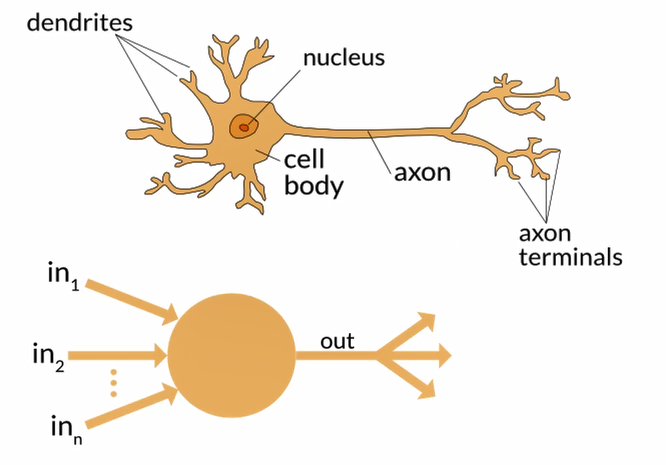 dendrites
nucleus
cell
body
axon
axon
terminals
in₁
out
in₂
inₙ